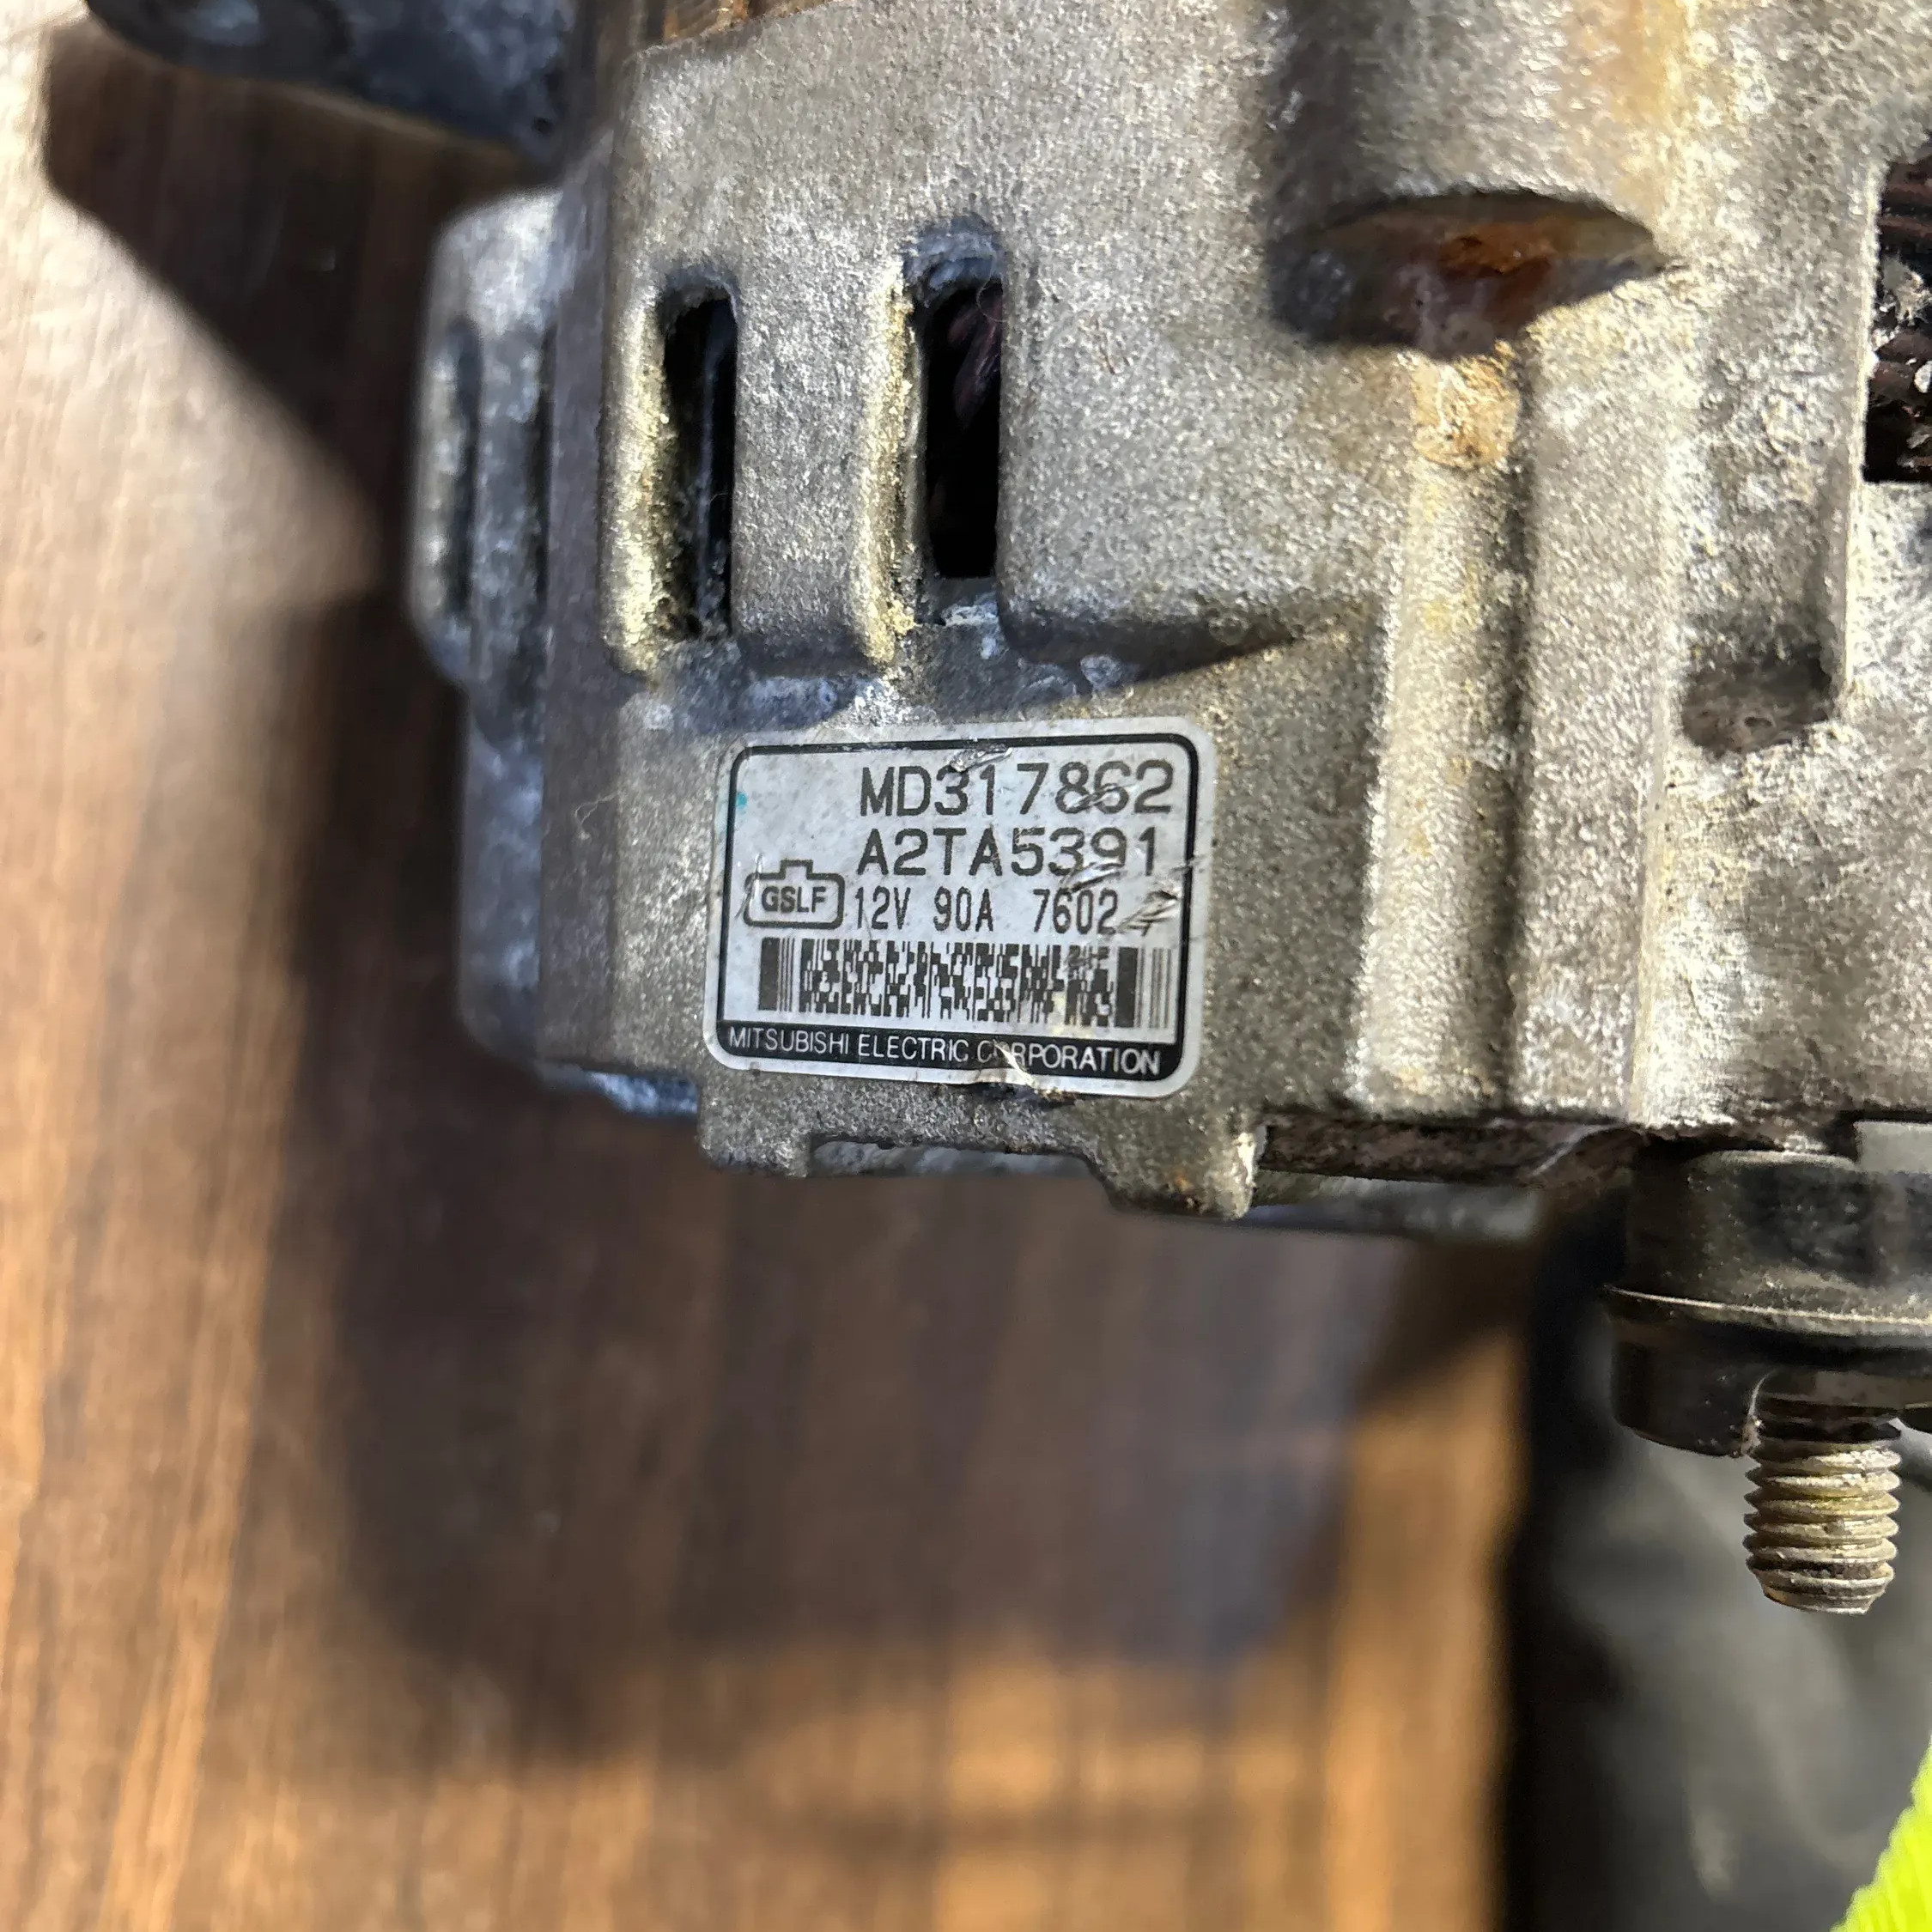 MD317862
A2TA5391
GSLF 12V 90A 7602
MITSUBISHI ELECTRIC CORPORATION